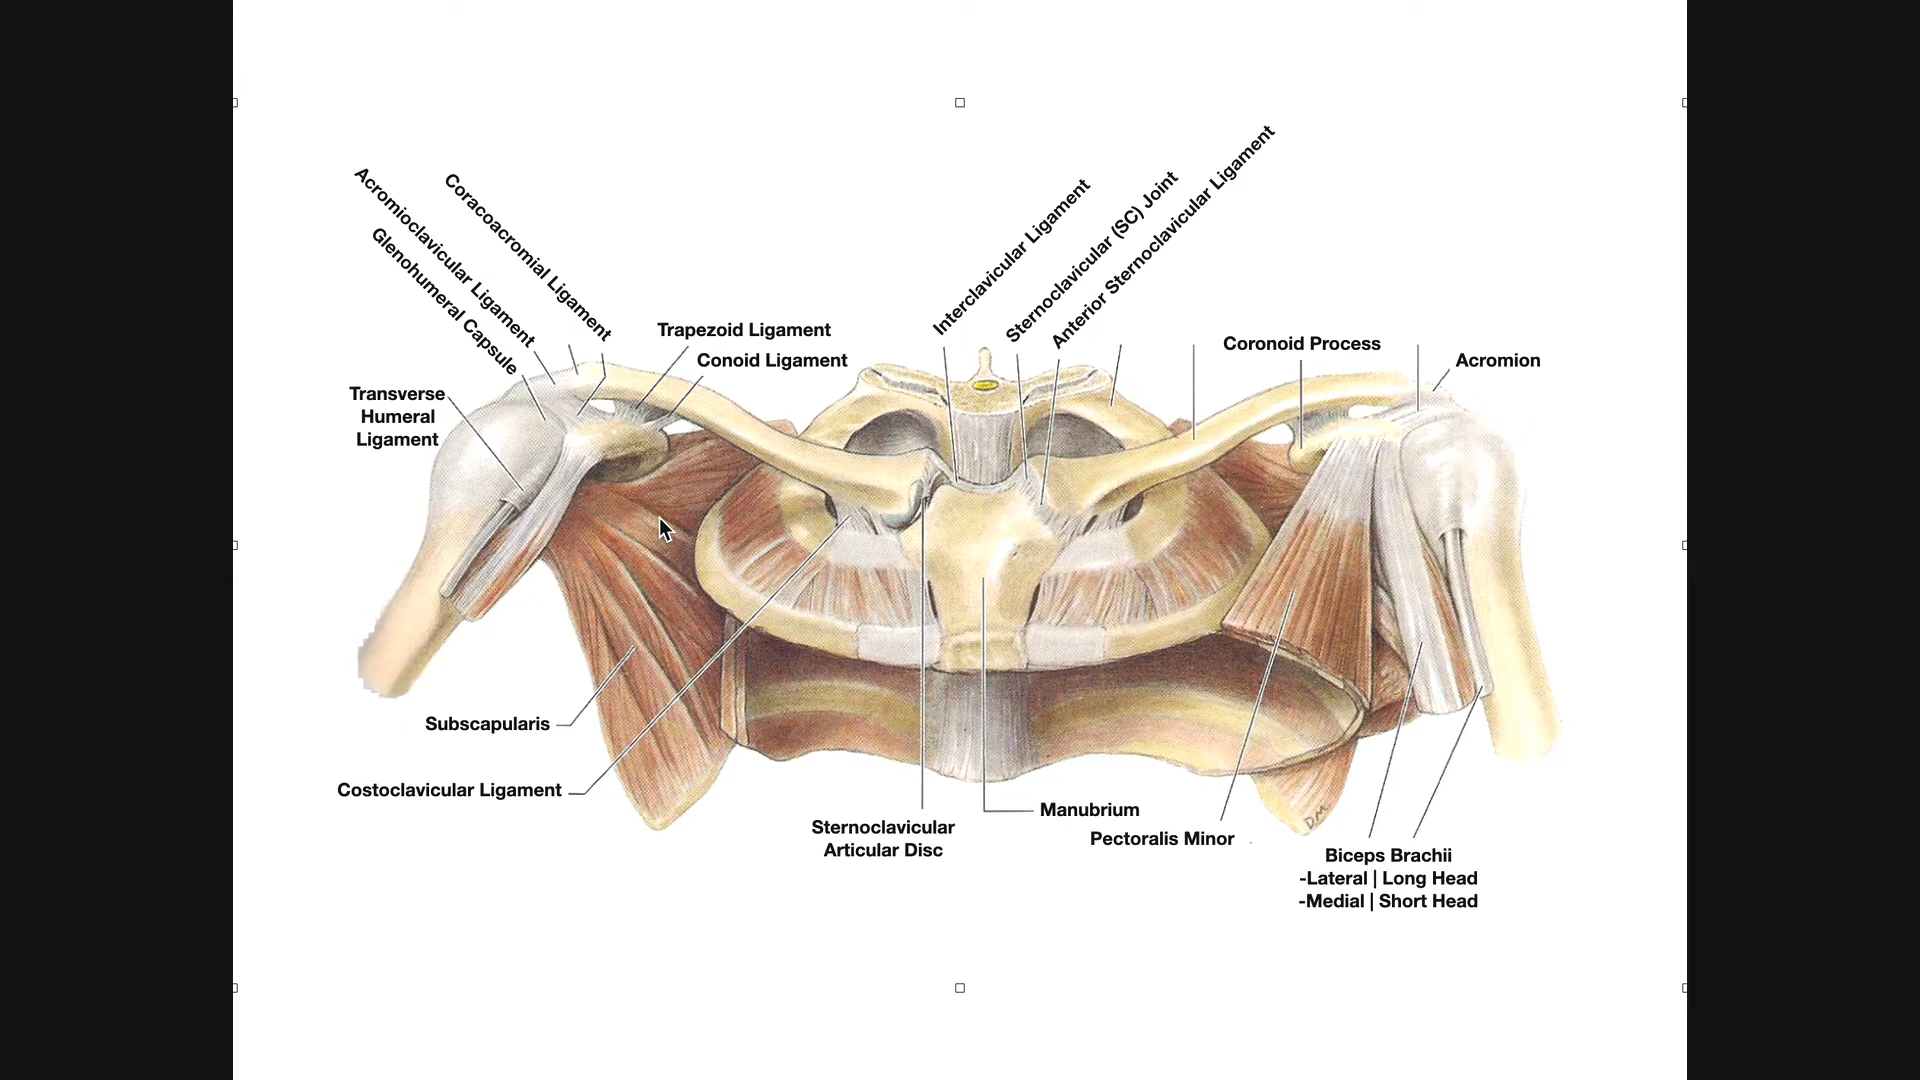 Acromioclavicular Ligament
Coracoacromial Ligament
Glenohumeral Capsule
Trapezoid Ligament
Conoid Ligament
Transverse
Humeral
Ligament
Interclavicular Ligament
Sternoclavicular (SC) Joint
Anterior Sternoclavicular Ligament
Coronoid Process
Acromion
Subscapularis
Costoclavicular Ligament
Sternoclavicular
Articular Disc
Manubrium
Pectoralis Minor
DM
Biceps Brachii
-Lateral | Long Head
-Medial | Short Head